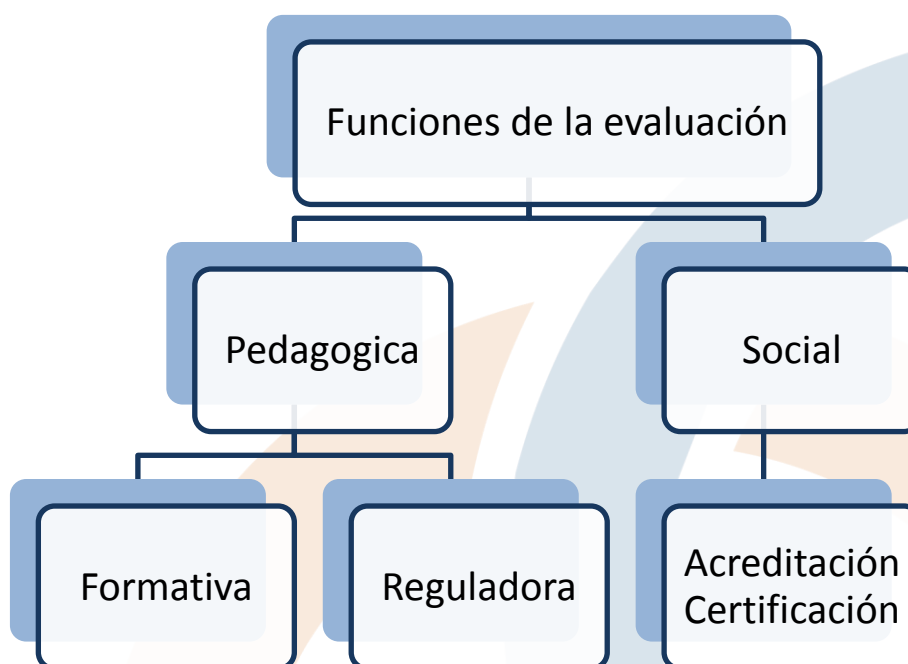 Funciones de la evaluación
Pedagogica
Social
Formativa
Reguladora
Acreditación
Certificación